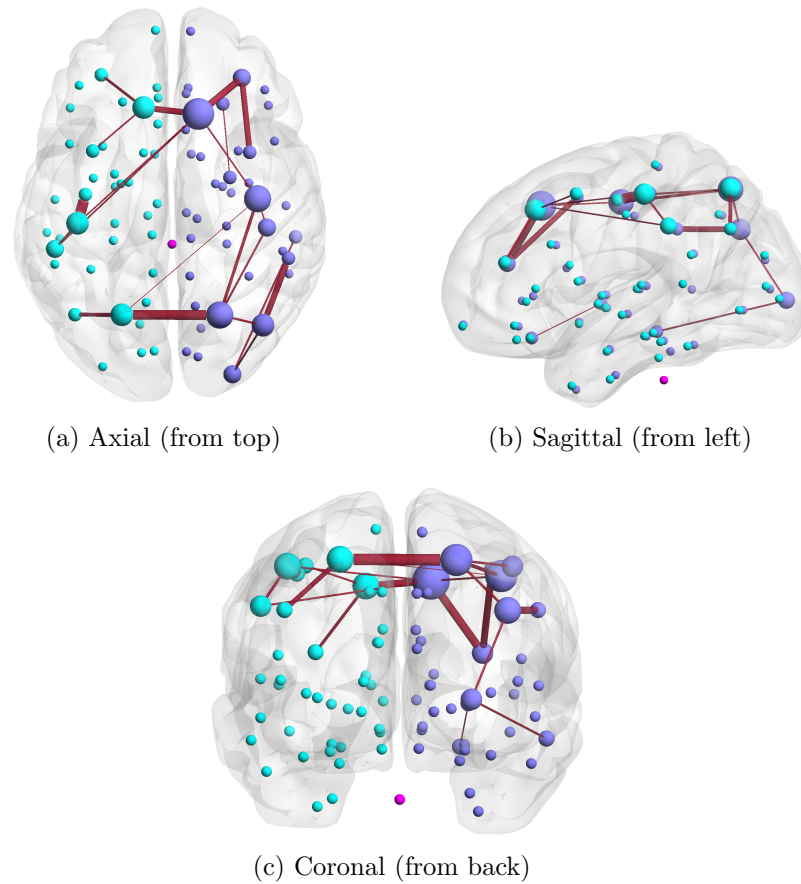 (a) Axial (from top)
(b) Sagittal (from left)
(c) Coronal (from back)